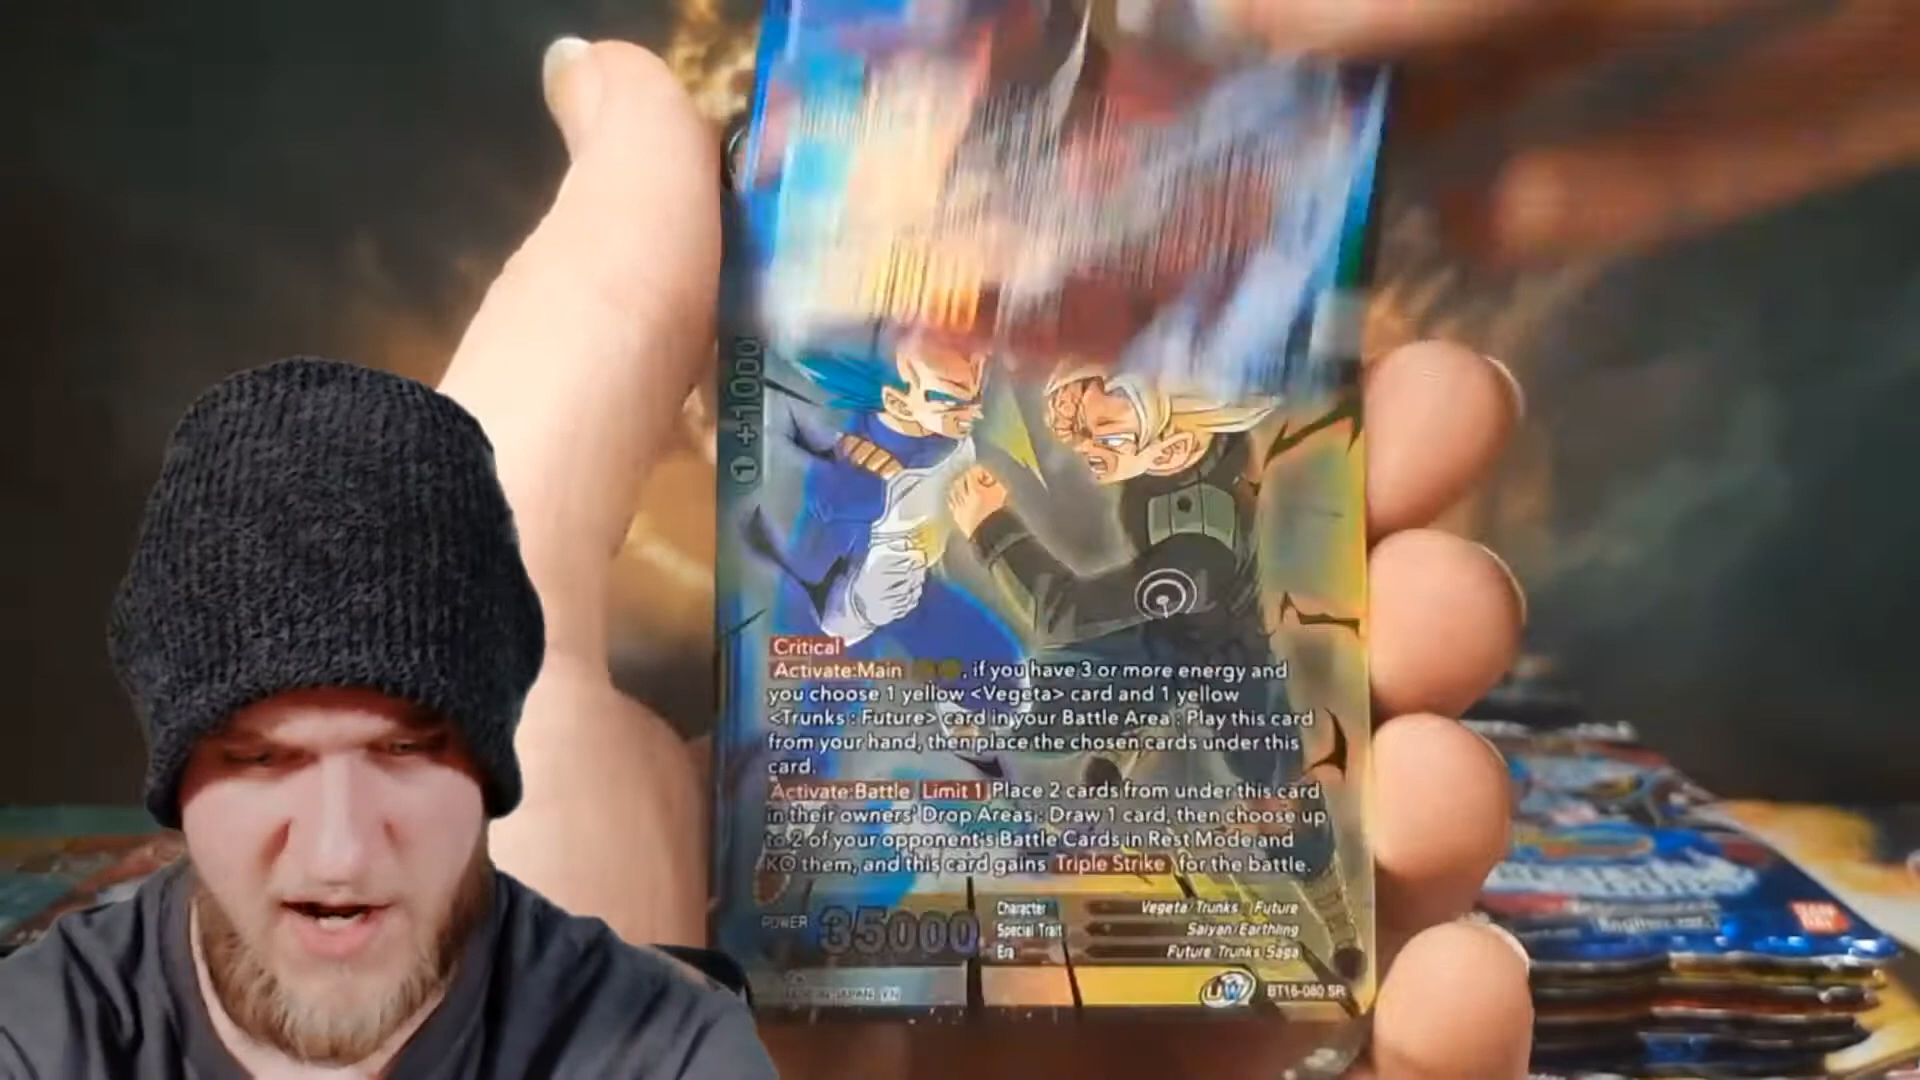 1 +1000
Critical
Activate:Main , if you have 3 or more energy and
you choose 1 yellow <Vegeta> card and 1 yellow
<Trunks : Future> card in your Battle Area : Play this card
from your hand, then place the chosen cards under this
card.
Activate:Battle Limit 1 Place 2 cards from under this card
in their owners' Drop Areas : Draw 1 card, then choose up
to 2 of your opponent's Battle Cards in Rest Mode and
KO them, and this card gains Triple Strike for the battle.
POWER 35000
Character Vegeta/Trunks : Future
Special Trait Saiyan/Earthling
Era Future Trunks Saga
JAPAN
UW BT16-080 SR